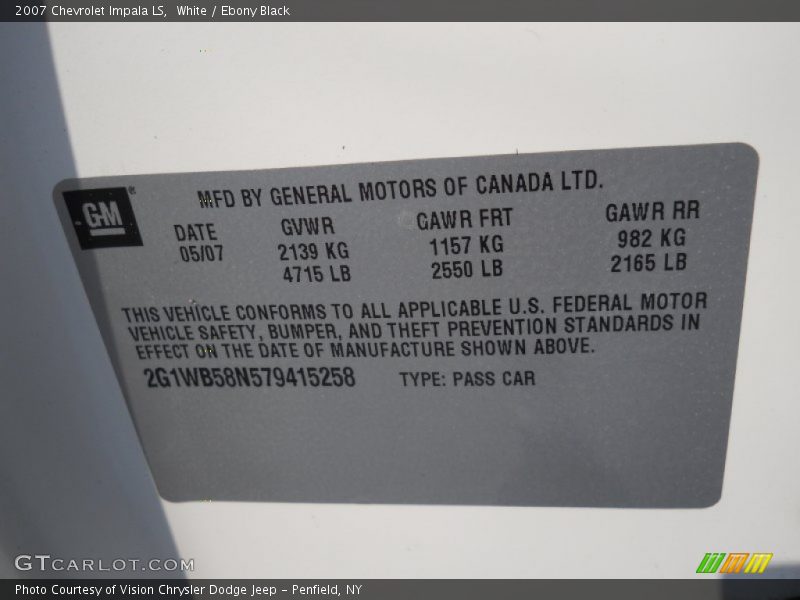 2007 Chevrolet Impala LS, White / Ebony Black
GM®
MFD BY GENERAL MOTORS OF CANADA LTD.
DATE GVWR GAWR FRT GAWR RR
05/07 2139 KG 1157 KG 982 KG
4715 LB 2550 LB 2165 LB
THIS VEHICLE CONFORMS TO ALL APPLICABLE U.S. FEDERAL MOTOR
VEHICLE SAFETY, BUMPER, AND THEFT PREVENTION STANDARDS IN
EFFECT ON THE DATE OF MANUFACTURE SHOWN ABOVE.
2G1WB58N579415258 TYPE: PASS CAR
GTCARLOT.COM
Photo Courtesy of Vision Chrysler Dodge Jeep - Penfield, NY